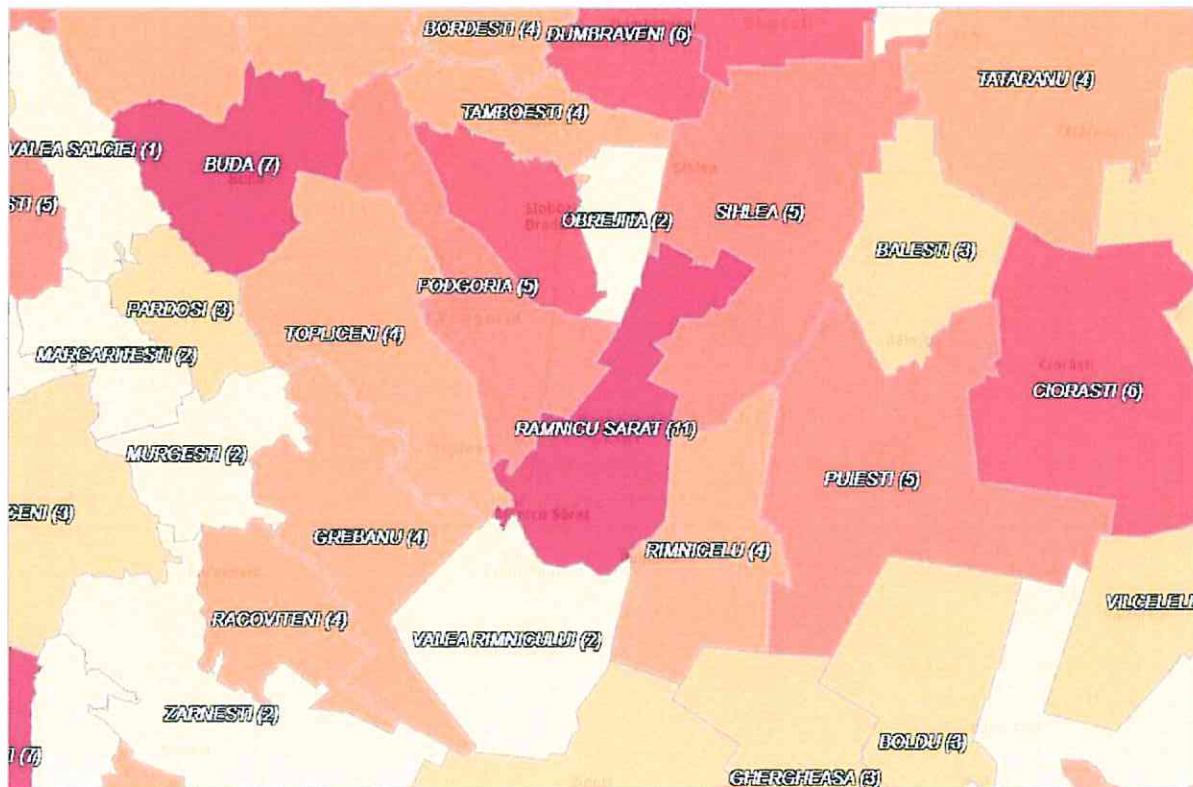 BORDESTI (4)
DUMBRAVENI (6)
TATARANU (4)
TAMBOESTI (4)
VALEA SALCIEI (1)
BUDA (7)
STI (5)
OBREJITA (2)
SIHLEA (5)
BALESTI (3)
PARDOSI (3)
PODGORIA (5)
TOPLICENI (4)
MARGARITESTI (2)
CIORASTI (6)
RAMNICU SARAT (11)
MURGESTI (2)
PUIESTI (5)
CENI (3)
GREBANU (4)
RIMNICELU (4)
VILCELELE
RACOVITENI (4)
VALEA RIMNICULUI (2)
ZARNESTI (2)
BOLDU (3)
I (7)
GHERGHEASA (3)